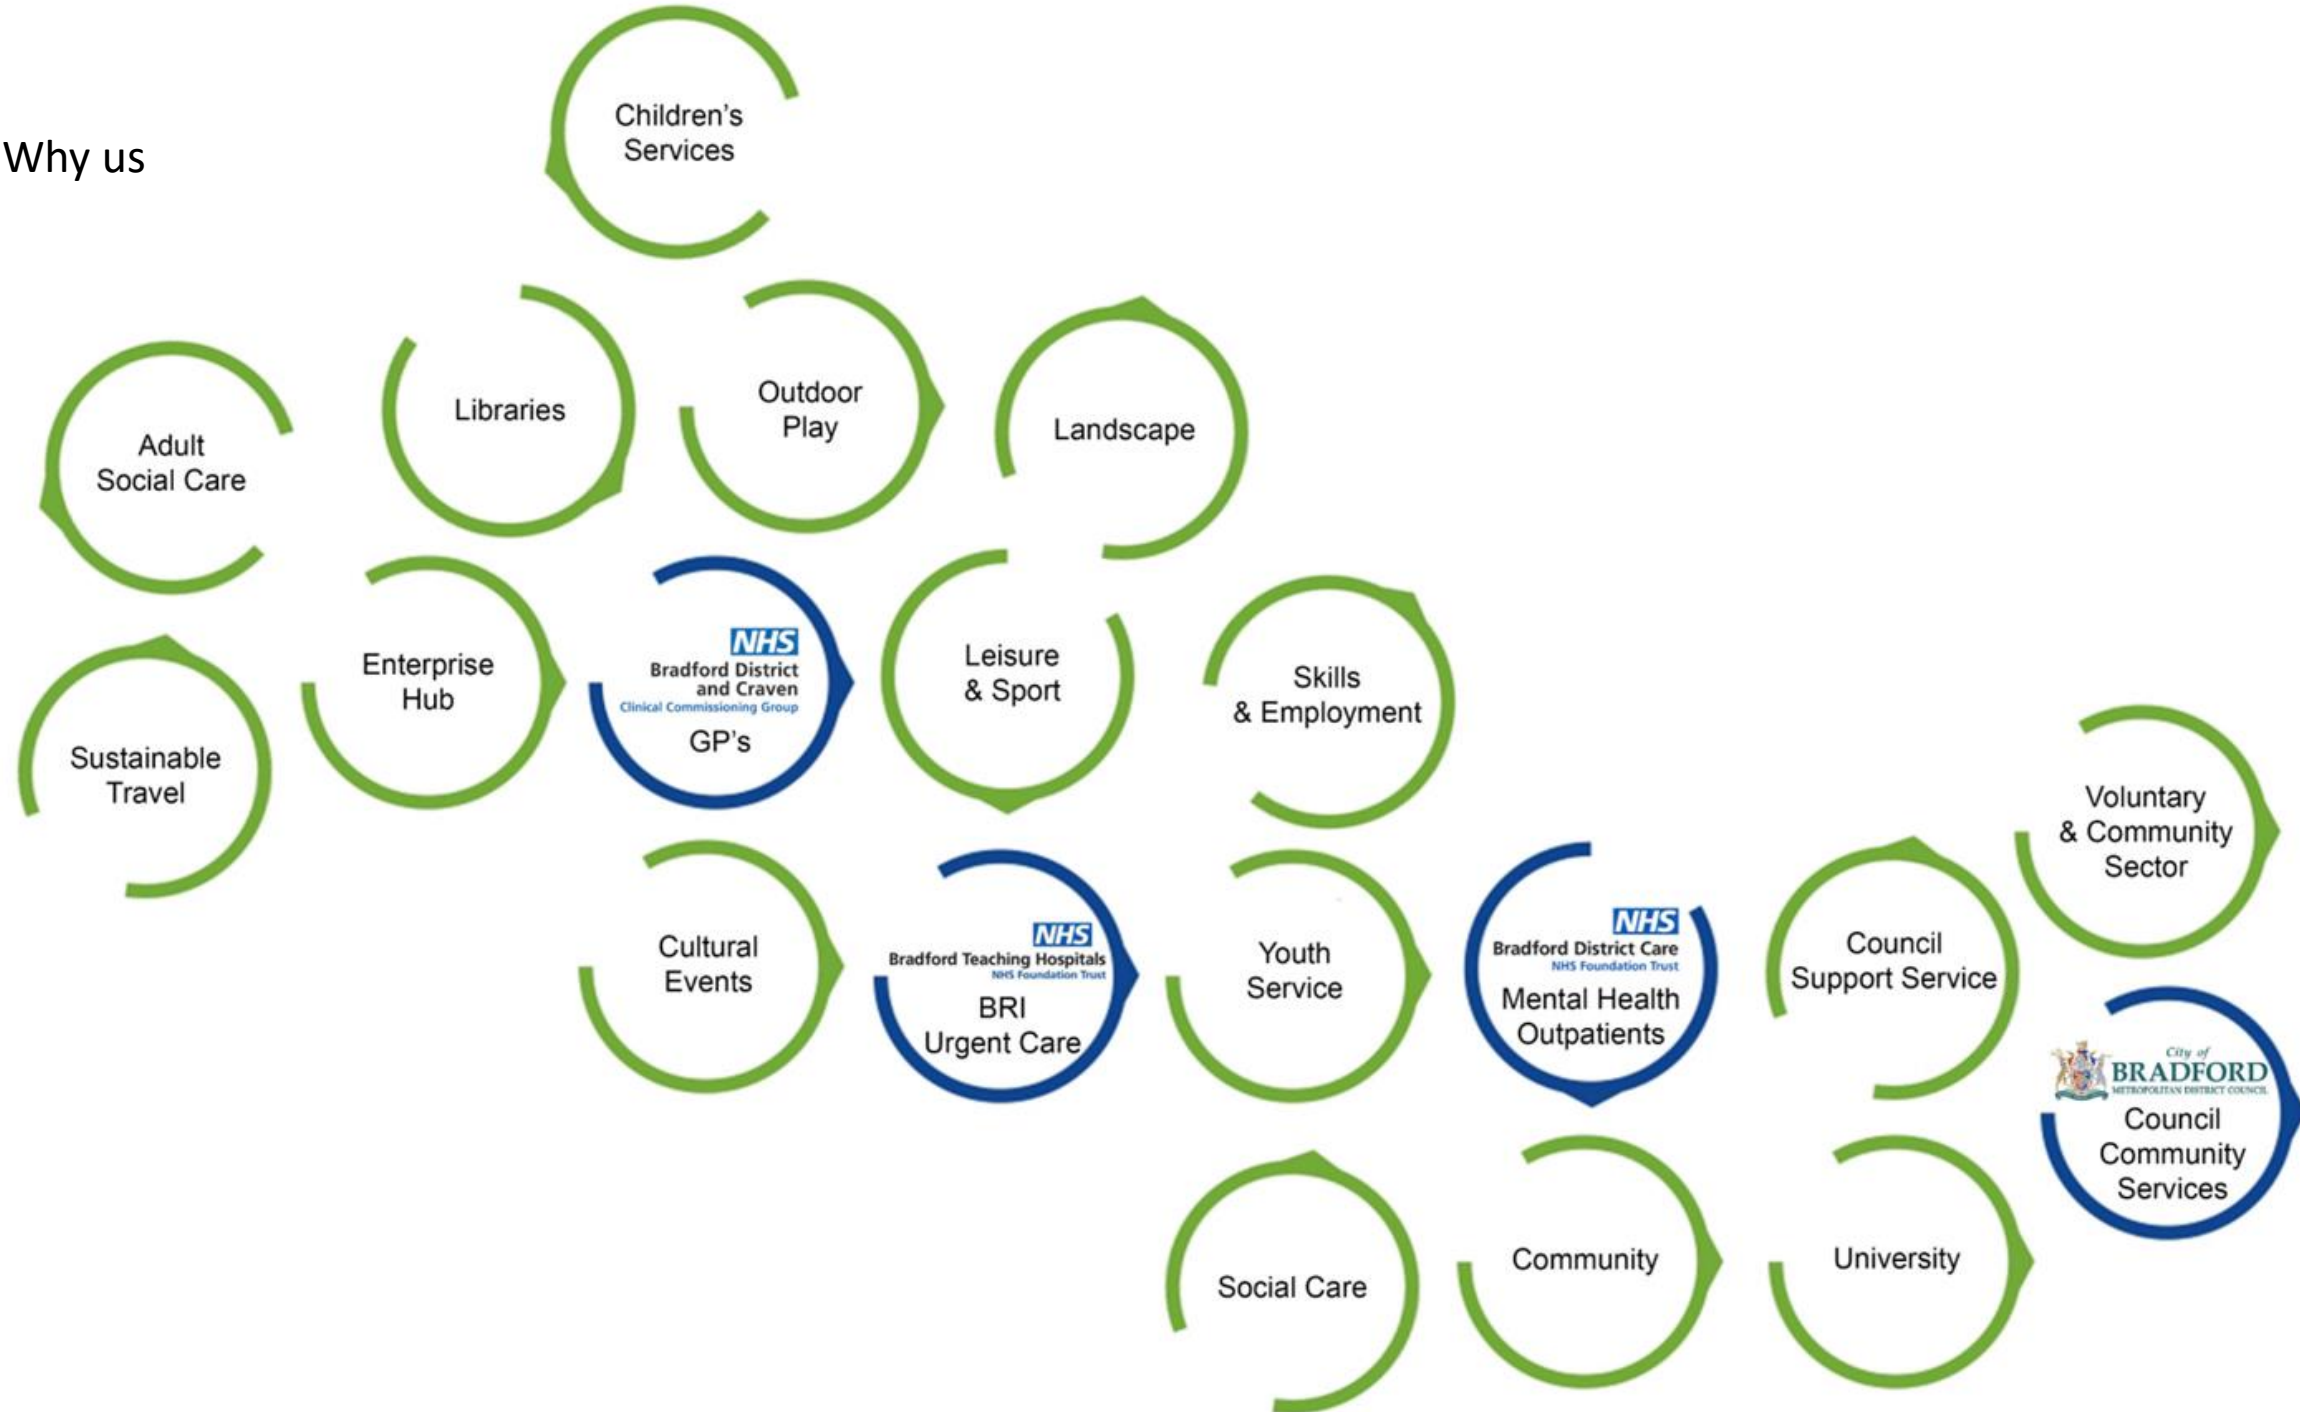 Why us
Children's
Services
Adult
Social Care
Libraries
Outdoor
Play
Landscape
Sustainable
Travel
Enterprise
Hub
NHS
Bradford District
and Craven
Clinical Commissioning Group
GP's
Leisure
& Sport
Skills
& Employment
Cultural
Events
NHS
Bradford Teaching Hospitals
NHS Foundation Trust
BRI
Urgent Care
Youth
Service
NHS
Bradford District Care
NHS Foundation Trust
Mental Health
Outpatients
Council
Support Service
Voluntary
& Community
Sector
City of
BRADFORD
METROPOLITAN DISTRICT COUNCIL
Council
Community
Services
Social Care
Community
University